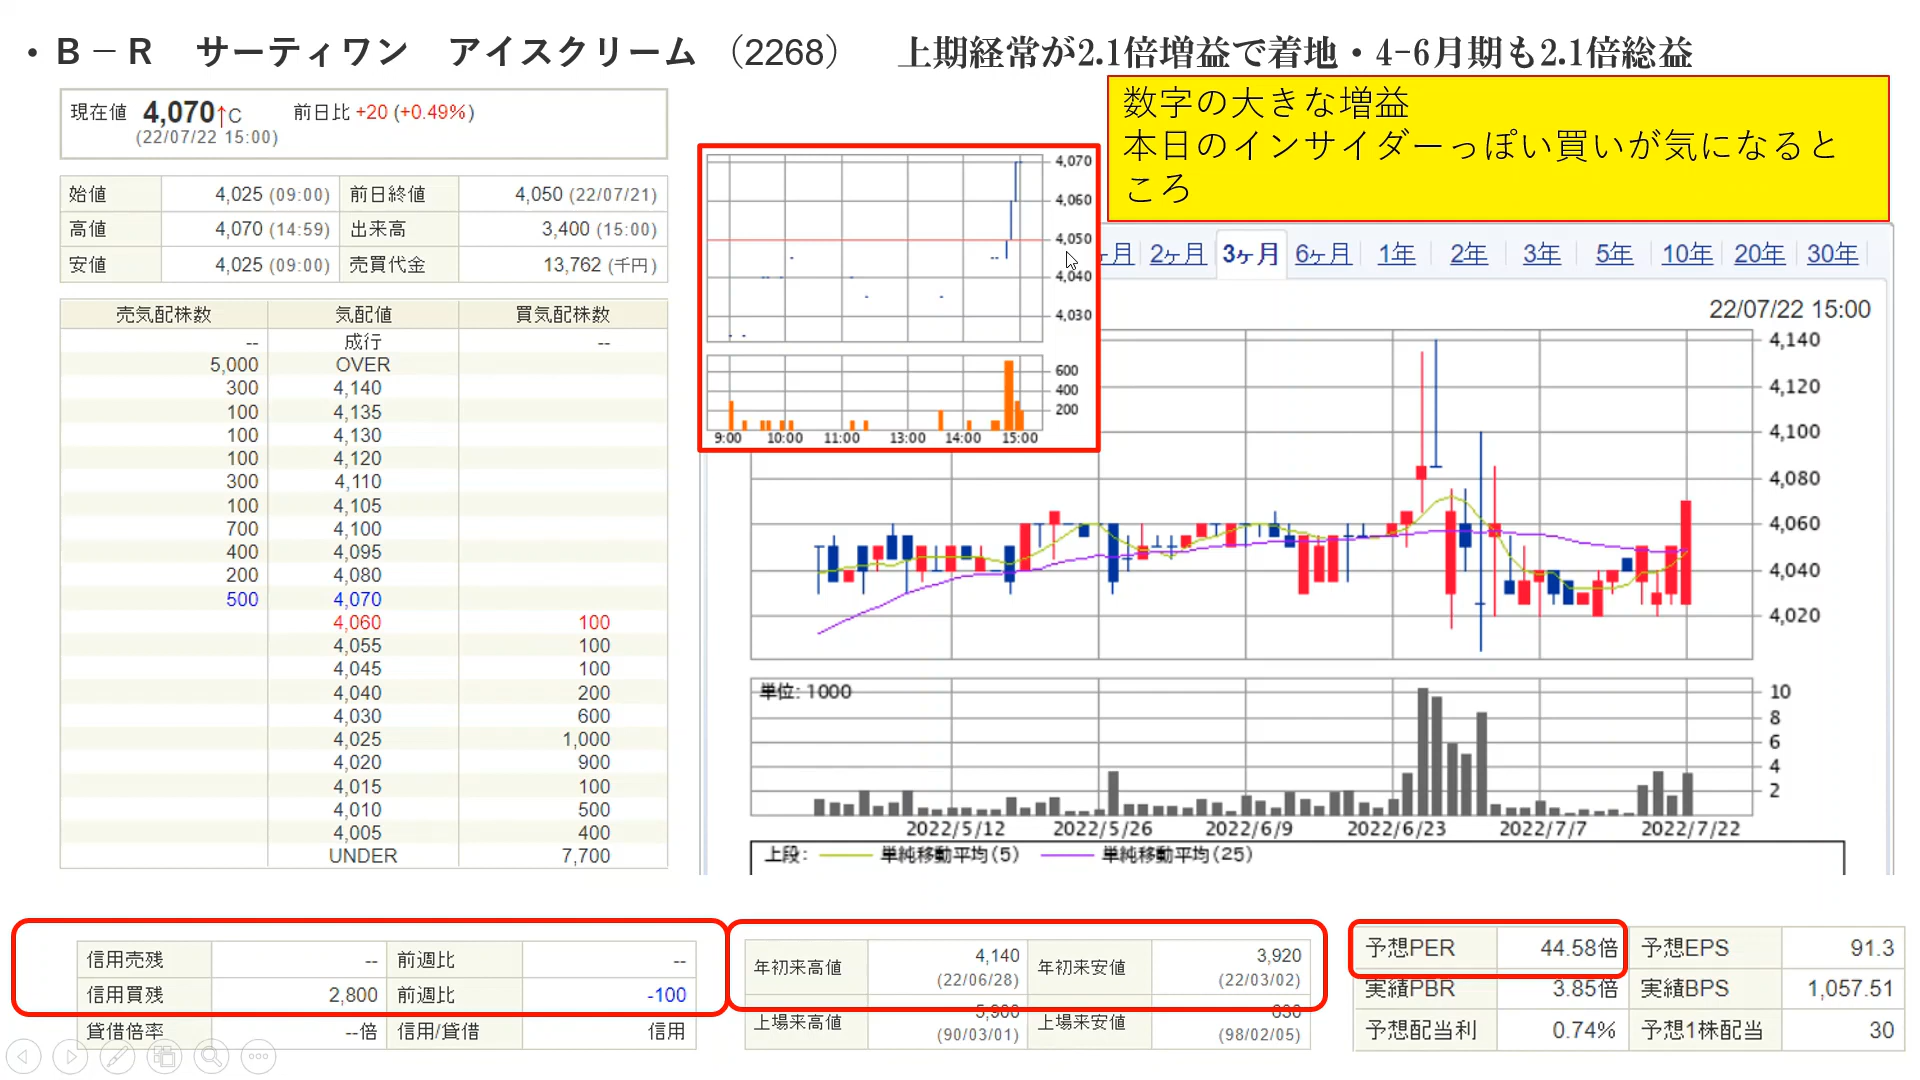 ・Ｂ－Ｒ　サーティワン　アイスクリーム（2268）　上期経常が2.1倍増益で着地・4-6月期も2.1倍総益
現在値 4,070↑C 前日比 +20 (+0.49%)
(22/07/22 15:00)
始値 4,025 (09:00) 前日終値 4,050 (22/07/21)
高値 4,070 (14:59) 出来高 3,400 (15:00)
安値 4,025 (09:00) 売買代金 13,762 (千円)
売気配株数 気配値 買気配株数
-- 成行 --
5,000 OVER
300 4,140
100 4,135
100 4,130
100 4,120
300 4,110
100 4,105
700 4,100
400 4,095
200 4,080
500 4,070
4,060 100
4,055 100
4,045 100
4,040 200
4,030 600
4,025 1,000
4,020 900
4,015 100
4,010 500
4,005 400
UNDER 7,700
4,070
4,060
4,050
4,040
4,030
600
400
200
9:00 10:00 11:00 13:00 14:00 15:00
数字の大きな増益
本日のインサイダーっぽい買いが気になると
ころ
ヶ月 2ヶ月 3ヶ月 6ヶ月 1年 2年 3年 5年 10年 20年 30年
22/07/22 15:00
4,140
4,120
4,100
4,080
4,060
4,040
4,020
単位: 1000
10
8
6
4
2
2022/5/12 2022/5/26 2022/6/9 2022/6/23 2022/7/7 2022/7/22
上段: 単純移動平均(5) 単純移動平均(25)
信用売残 -- 前週比 --
信用買残 2,800 前週比 -100
貸借倍率 --倍 信用/貸借 信用
年初来高値 4,140 (22/06/28) 年初来安値 3,920 (22/03/02)
上場来高値 5,900 (90/03/01) 上場来安値 830 (98/02/05)
予想PER 44.58倍 予想EPS 91.3
実績PBR 3.85倍 実績BPS 1,057.51
予想配当利 0.74% 予想1株配当 30